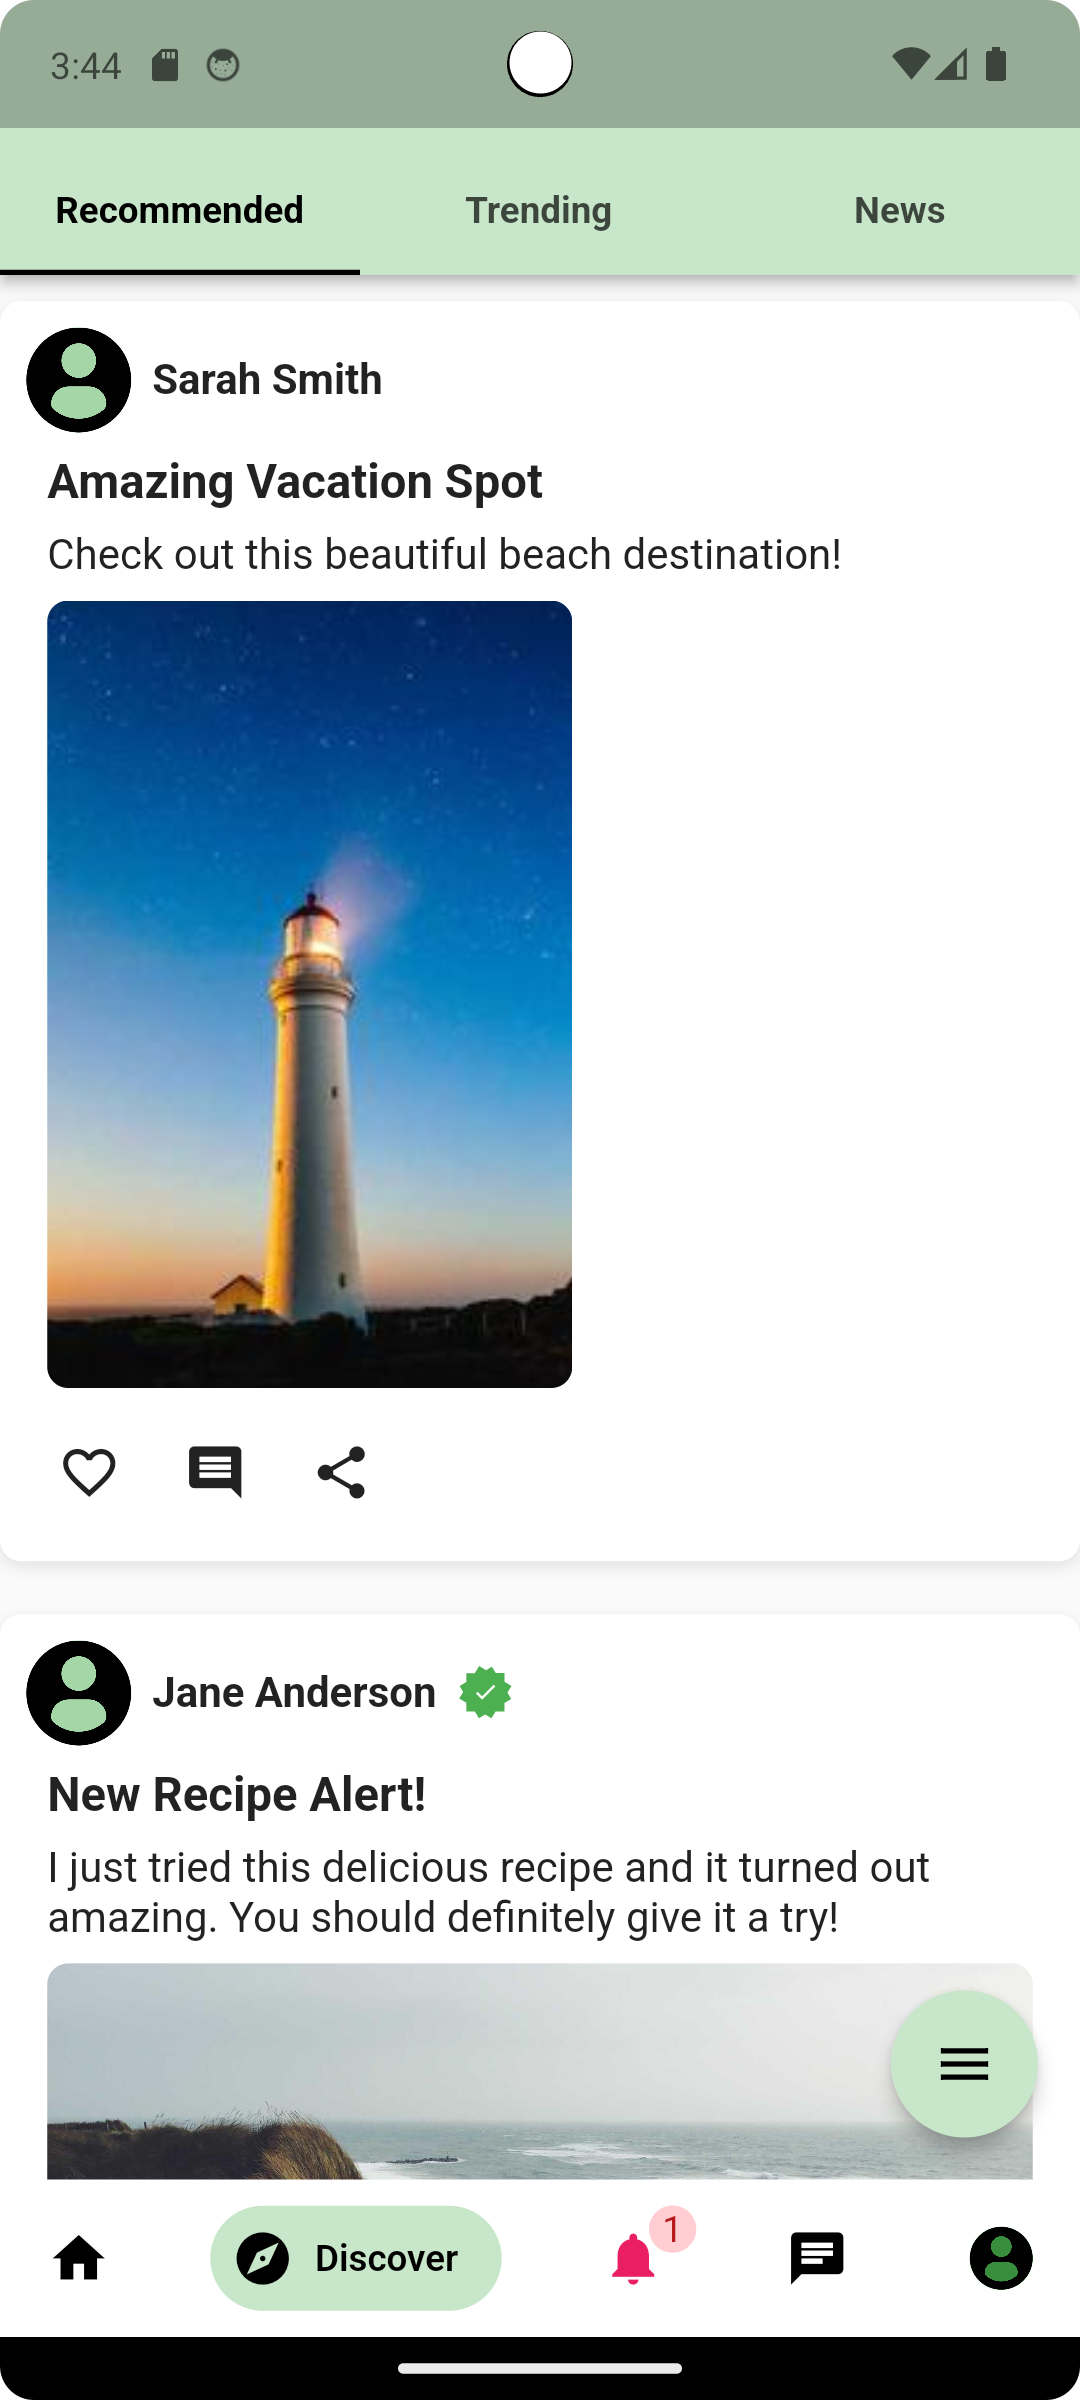 3:44
Recommended
Trending
News
Sarah Smith
Amazing Vacation Spot
Check out this beautiful beach destination!
Jane Anderson
New Recipe Alert!
I just tried this delicious recipe and it turned out
amazing. You should definitely give it a try!
1
Discover